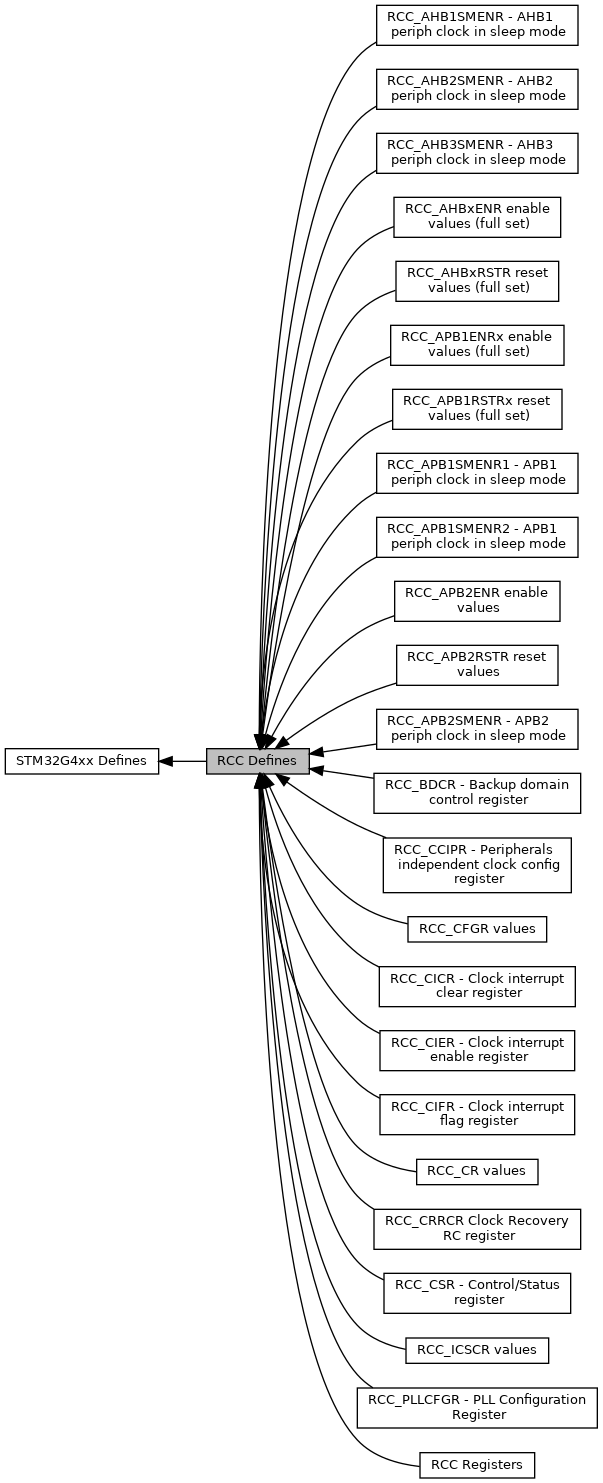 RCC_AHB1SMENR - AHB1
periph clock in sleep mode
RCC_AHB2SMENR - AHB2
periph clock in sleep mode
RCC_AHB3SMENR - AHB3
periph clock in sleep mode
RCC_AHBxENR enable
values (full set)
RCC_AHBxRSTR reset
values (full set)
RCC_APB1ENRx enable
values (full set)
RCC_APB1RSTRx reset
values (full set)
RCC_APB1SMENR1 - APB1
periph clock in sleep mode
RCC_APB1SMENR2 - APB1
periph clock in sleep mode
RCC_APB2ENR enable
values
RCC_APB2RSTR reset
values
RCC_APB2SMENR - APB2
periph clock in sleep mode
STM32G4xx Defines
RCC Defines
RCC_BDCR - Backup domain
control register
RCC_CCIPR - Peripherals
independent clock config
register
RCC_CFGR values
RCC_CICR - Clock interrupt
clear register
RCC_CIER - Clock interrupt
enable register
RCC_CIFR - Clock interrupt
flag register
RCC_CR values
RCC_CRRCR Clock Recovery
RC register
RCC_CSR - Control/Status
register
RCC_ICSCR values
RCC_PLLCFGR - PLL Configuration
Register
RCC Registers